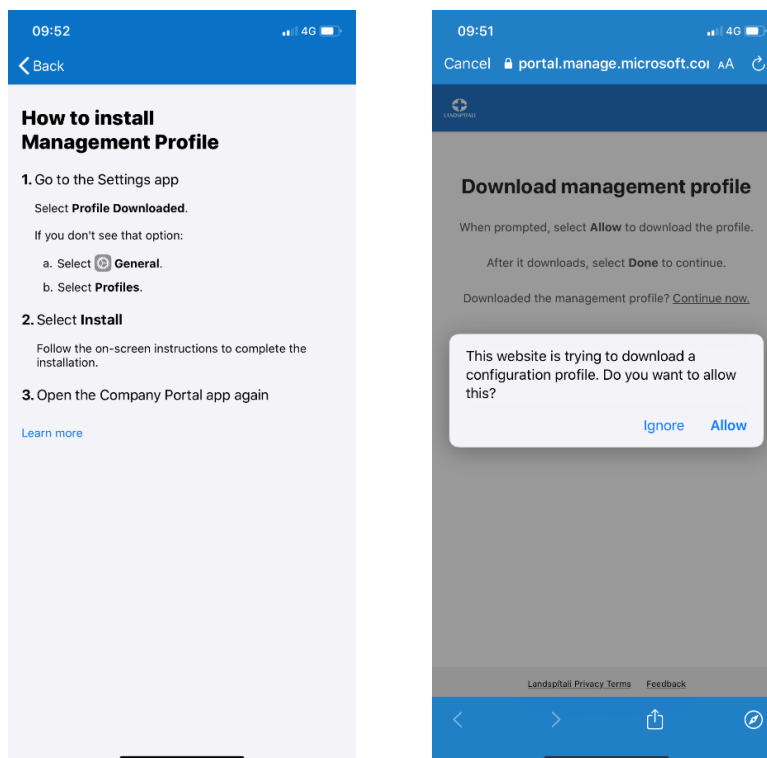 09:52
4G
Back
How to install
Management Profile
1. Go to the Settings app
Select Profile Downloaded.
If you don't see that option:
a. Select General.
b. Select Profiles.
2. Select Install
Follow the on-screen instructions to complete the
installation.
3. Open the Company Portal app again
Learn more
09:51
4G
Cancel portal.manage.microsoft.co AA
LANDSPÍTALI
Download management profile
When prompted, select Allow to download the profile.
After it downloads, select Done to continue.
Downloaded the management profile? Continue now.
This website is trying to download a
configuration profile. Do you want to allow
this?
Ignore Allow
Landspítali Privacy Terms Feedback